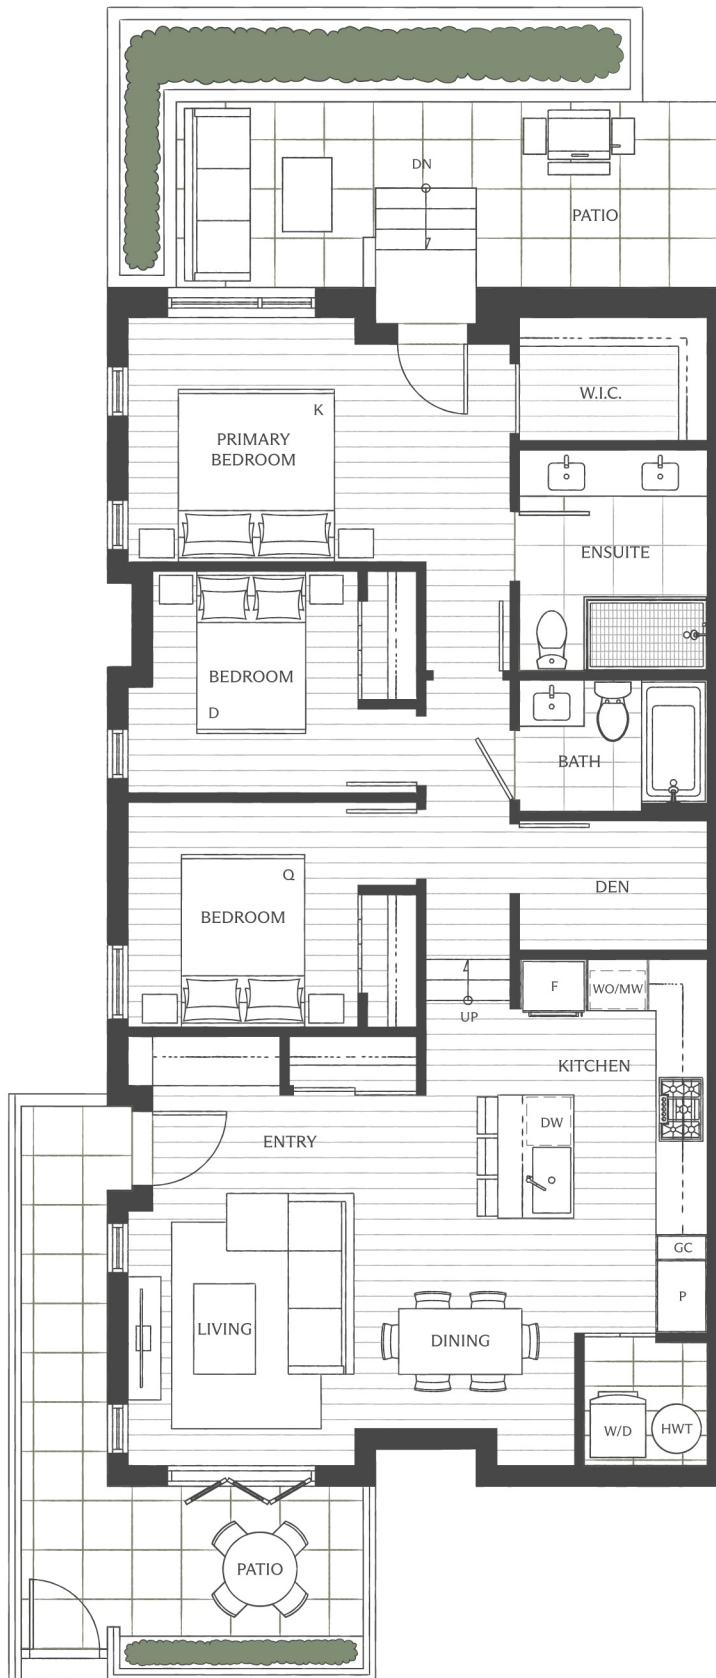 DN
PATIO
W.I.C.
K
PRIMARY
BEDROOM
ENSUITE
BEDROOM
D
BATH
Q
DEN
BEDROOM
F
WO/MW
UP
KITCHEN
DW
ENTRY
GC
P
LIVING
DINING
W/D
HWT
PATIO